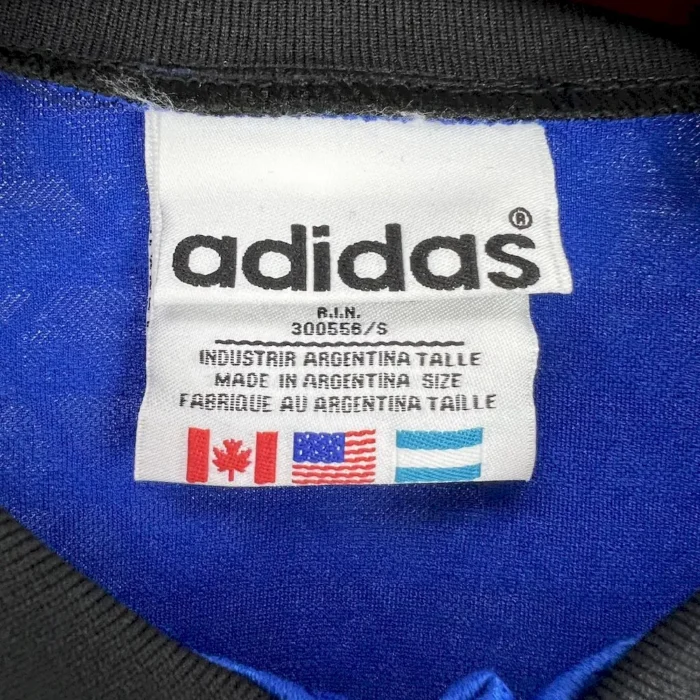 adidas®
R.I.N.
300556/S
INDUSTRIR ARGENTINA TALLE
MADE IN ARGENTINA SIZE
FABRIQUE AU ARGENTINA TAILLE